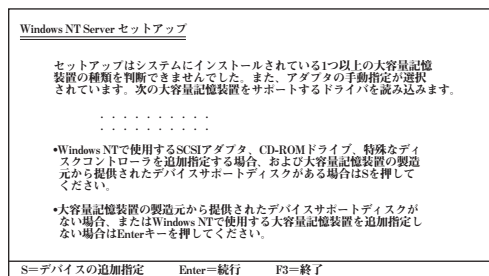 Windows NT Server セットアップ
セットアップはシステムにインストールされている1つ以上の大容量記憶
装置の種類を判断できませんでした。また、アダプタの手動指定が選択
されています。次の大容量記憶装置をサポートするドライバを読み込みます。
. . . . . . . . . .
. . . . . . . . . .
•Windows NTで使用するSCSIアダプタ、CD-ROMドライブ、特殊なディ
スクコントローラを追加指定する場合、および大容量記憶装置の製造
元から提供されたデバイスサポートディスクがある場合はSを押して
ください。
•大容量記憶装置の製造元から提供されたデバイスサポートディスクが
ない場合、またはWindows NTで使用する大容量記憶装置を追加指定し
ない場合はEnterキーを押してください。
S＝デバイスの追加指定 Enter＝続行 F3＝終了